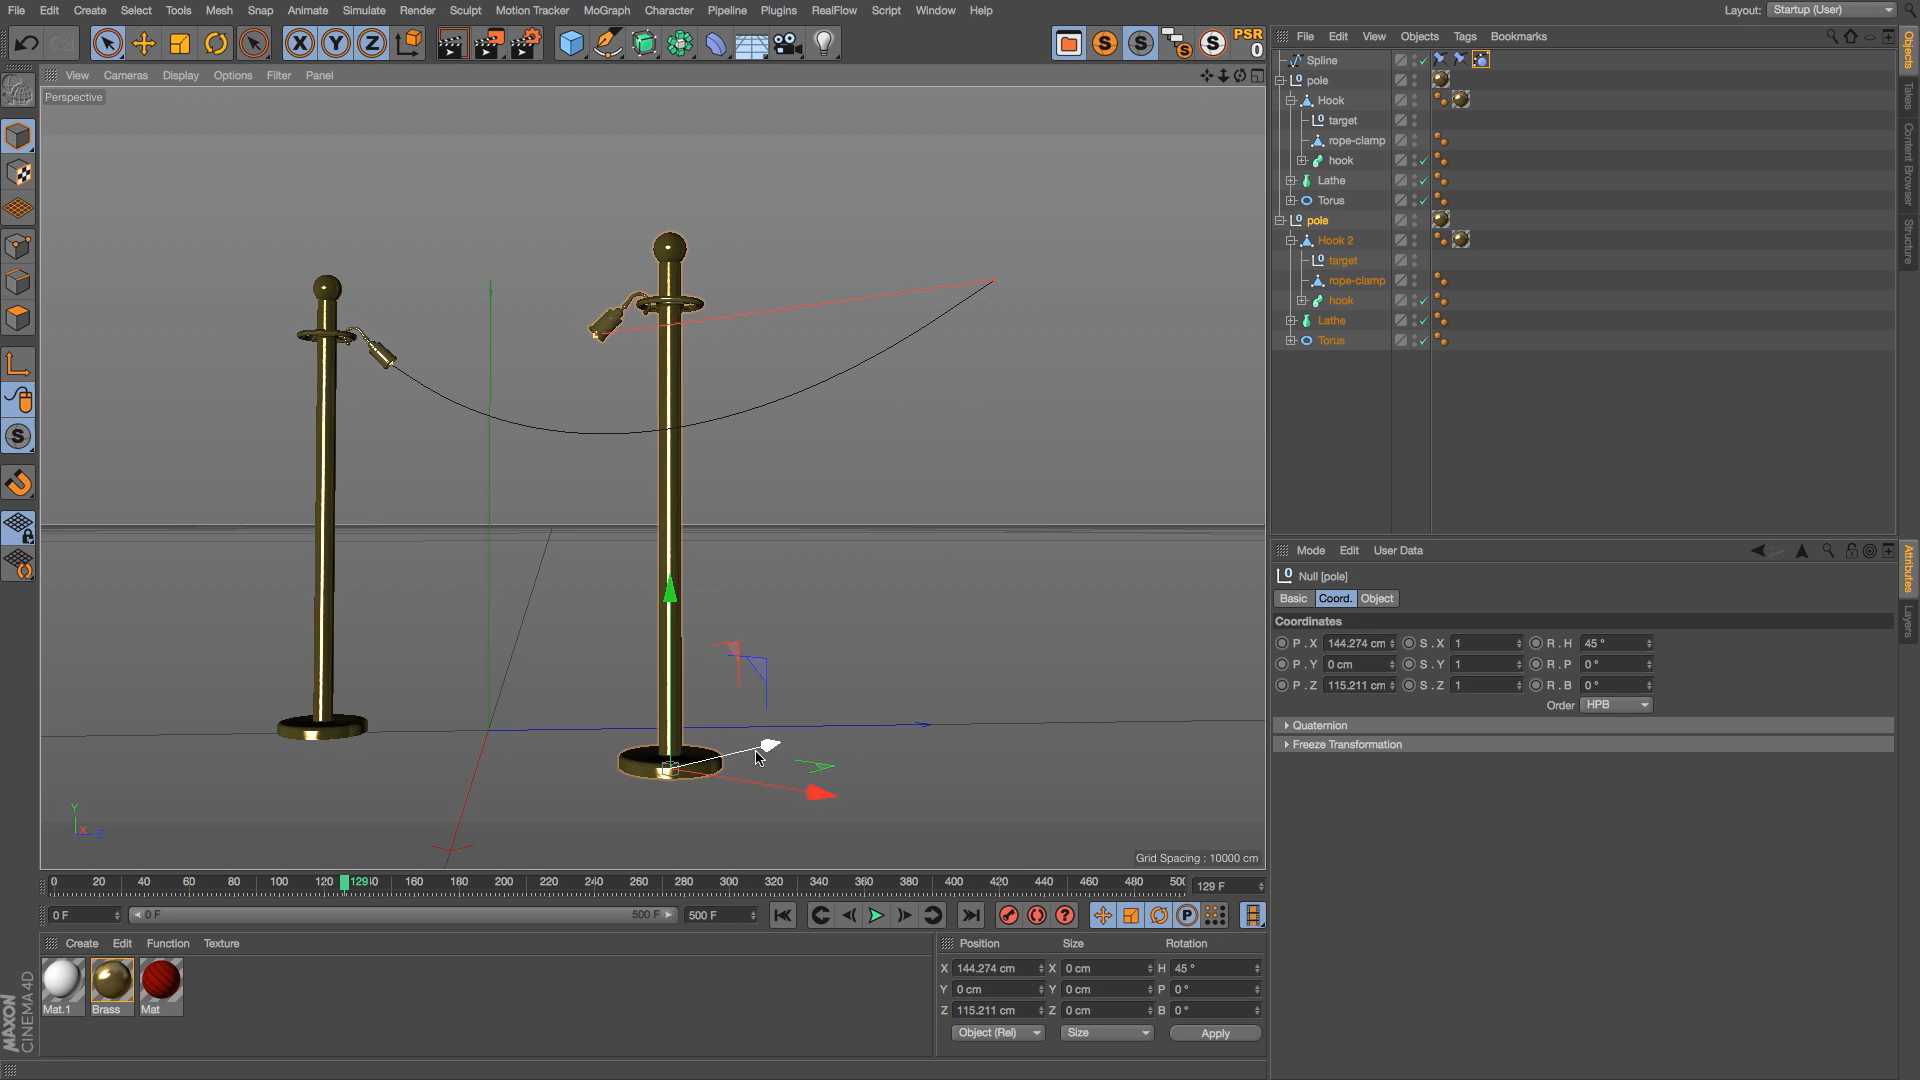 File Edit Create Select Tools Mesh Snap Animate Simulate Render Sculpt Motion Tracker MoGraph Character Pipeline Plugins RealFlow Script Window Help
Layout: Startup (User)
PSR
0
View Cameras Display Options Filter Panel
Perspective
File Edit View Objects Tags Bookmarks
Spline
pole
Hook
target
rope-clamp
hook
Lathe
Torus
pole
Hook 2
target
rope-clamp
hook
Lathe
Torus
Objects
Takes
Content Browser
Structure
Mode Edit User Data
Null [pole]
Basic Coord. Object
Coordinates
P . X 144.274 cm S . X 1 R . H 45 °
P . Y 0 cm S . Y 1 R . P 0 °
P . Z 115.211 cm S . Z 1 R . B 0 °
Order HPB
Quaternion
Freeze Transformation
Attributes
Layers
Y
X
Z
Grid Spacing : 10000 cm
0 20 40 60 80 100 120 129 160 180 200 220 240 260 280 300 320 340 360 380 400 420 440 460 480 500
129 F
0 F 0 F 500 F 500 F
Create Edit Function Texture
Mat.1 Brass Mat
Position Size Rotation
X 144.274 cm X 0 cm H 45 °
Y 0 cm Y 0 cm P 0 °
Z 115.211 cm Z 0 cm B 0 °
Object (Rel) Size Apply
MAXON
CINEMA 4D